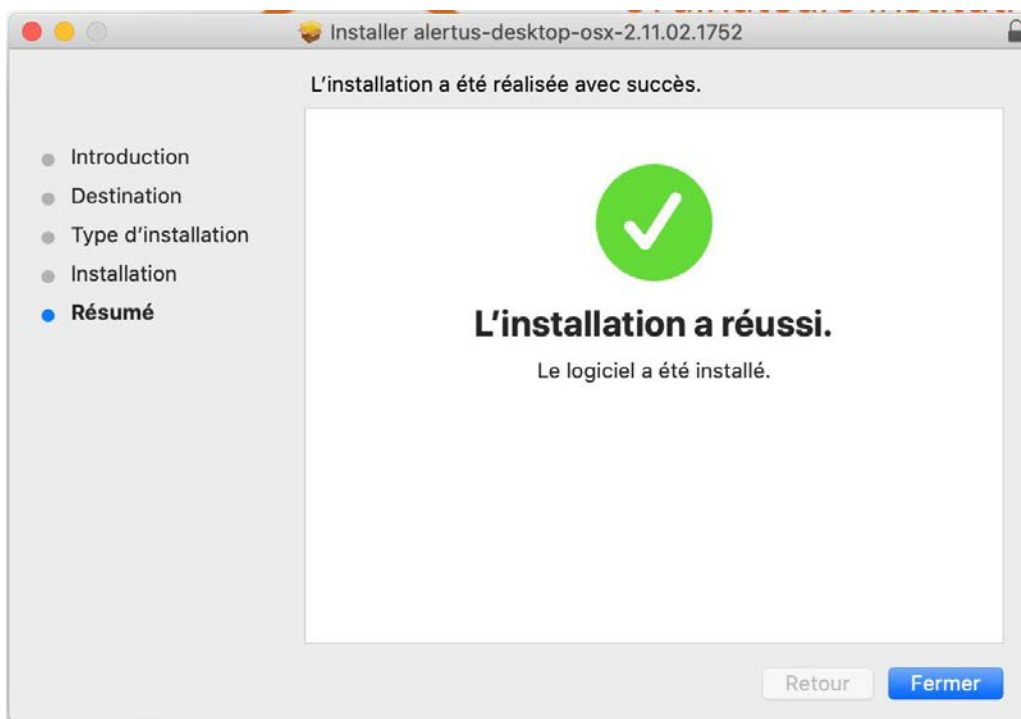 Installer alertus-desktop-osx-2.11.02.1752
L’installation a été réalisée avec succès.
Introduction
Destination
Type d’installation
Installation
Résumé
L’installation a réussi.
Le logiciel a été installé.
Retour
Fermer